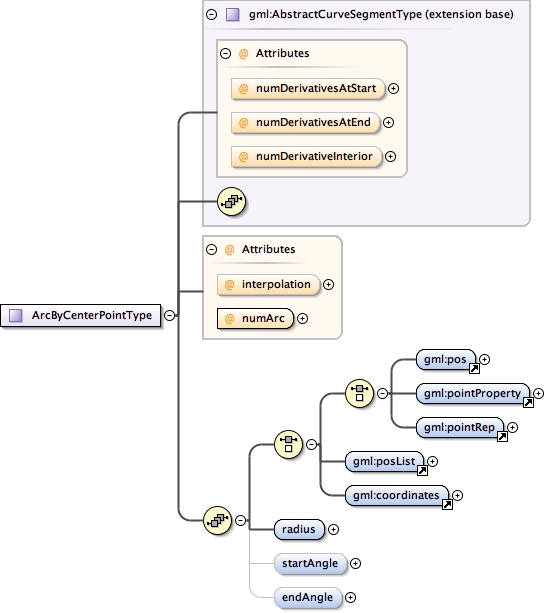 gml:AbstractCurveSegmentType (extension base)
@ Attributes
@ numDerivativesAtStart
@ numDerivativesAtEnd
@ numDerivativeInterior
@ Attributes
@ interpolation
@ numArc
ArcByCenterPointType
gml:pos
gml:pointProperty
gml:pointRep
gml:posList
gml:coordinates
radius
startAngle
endAngle